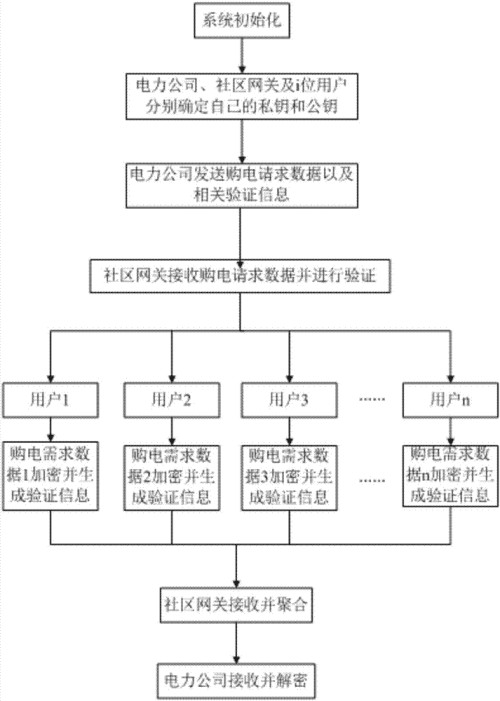 系统初始化
电力公司、社区网关及i位用户
分别确定自己的私钥和公钥
电力公司发送购电请求数据以及
相关验证信息
社区网关接收购电请求数据并进行验证
用户1
用户2
用户3
······
用户n
购电需求数
据1加密并生
成验证信息
购电需求数
据2加密并生
成验证信息
购电需求数
据3加密并生
成验证信息
······
购电需求数
据n加密并生
成验证信息
社区网关接收并聚合
电力公司接收并解密